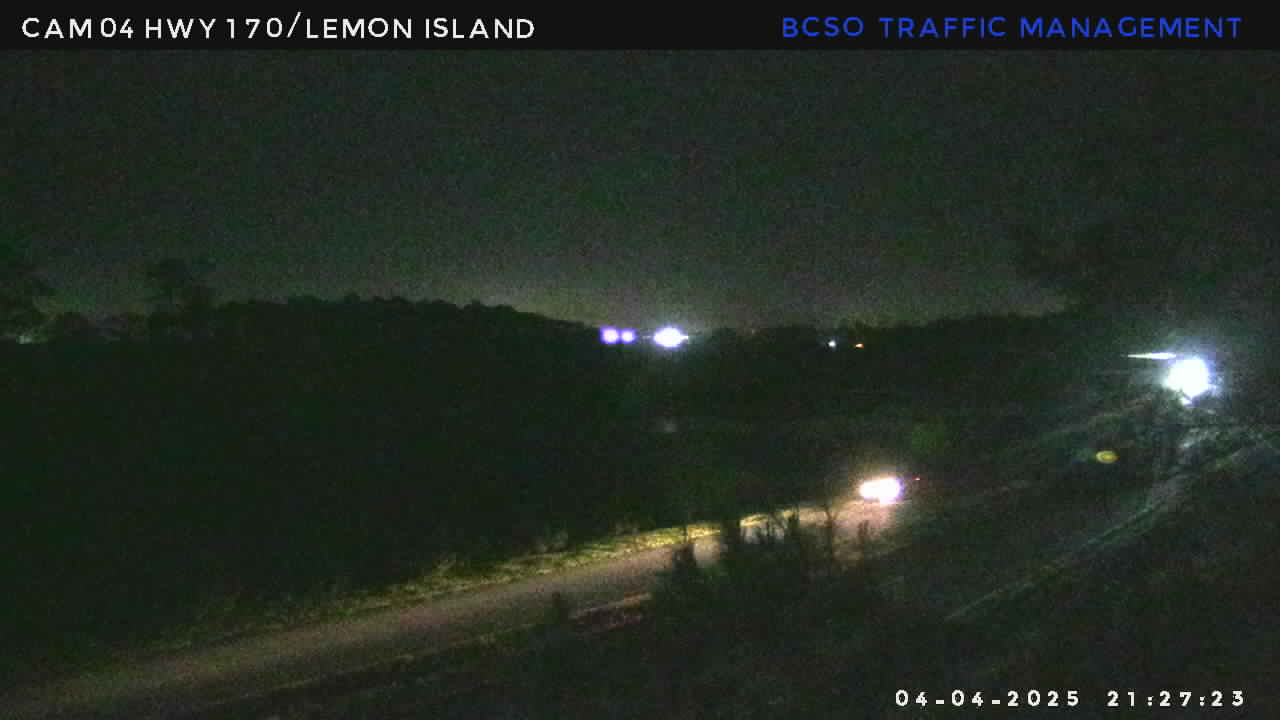 CAM04 HWY 170/LEMON ISLAND
BCSO TRAFFIC MANAGEMENT
04-04-2025 21:27:23